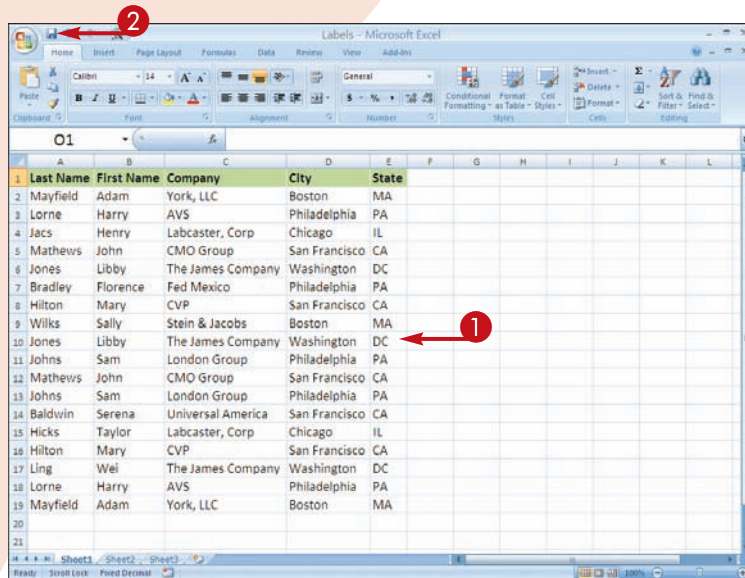 2
Labels - Microsoft Excel
Home Insert Page Layout Formulas Data Review View Add-Ins
Calibri 14 A A General
Paste B I U A $ % , Conditional Formatting Format as Table Cell Styles Insert Delete Format Σ Sort & Filter Find & Select
Clipboard Font Alignment Number Styles Cells Editing
O1 fx
A B C D E F G H I J K L
1 Last Name First Name Company City State
2 Mayfield Adam York, LLC Boston MA
3 Lorne Harry AVS Philadelphia PA
4 Jacs Henry Labcaster, Corp Chicago IL
5 Mathews John CMO Group San Francisco CA
6 Jones Libby The James Company Washington DC
7 Bradley Florence Fed Mexico Philadelphia PA
8 Hilton Mary CVP San Francisco CA
9 Wilks Sally Stein & Jacobs Boston MA
1
10 Jones Libby The James Company Washington DC
11 Johns Sam London Group Philadelphia PA
12 Mathews John CMO Group San Francisco CA
13 Johns Sam London Group Philadelphia PA
14 Baldwin Serena Universal America San Francisco CA
15 Hicks Taylor Labcaster, Corp Chicago IL
16 Hilton Mary CVP San Francisco CA
17 Ling Wei The James Company Washington DC
18 Lorne Harry AVS Philadelphia PA
19 Mayfield Adam York, LLC Boston MA
20
21
Sheet1 Sheet2 Sheet3
Ready Scroll Lock Fixed Decimal 100%